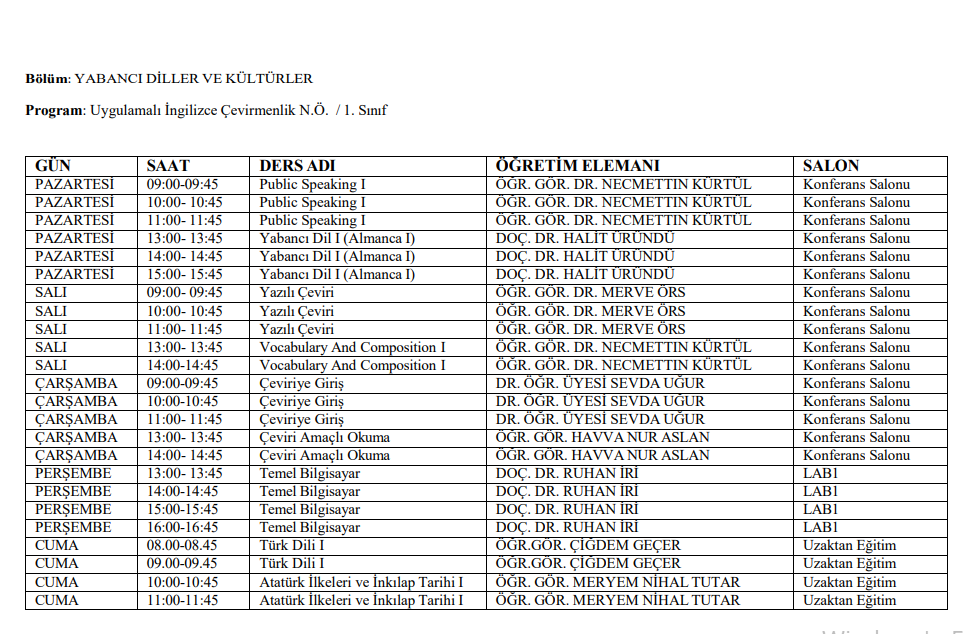 Bölüm: YABANCI DİLLER VE KÜLTÜRLER
Program: Uygulamalı İngilizce Çevirmenlik N.Ö. / 1. Sınıf
GÜN SAAT DERS ADI ÖĞRETİM ELEMANI SALON
PAZARTESİ 09:00-09:45 Public Speaking I ÖĞR. GÖR. DR. NECMETTIN KÜRTÜL Konferans Salonu
PAZARTESİ 10:00- 10:45 Public Speaking I ÖĞR. GÖR. DR. NECMETTIN KÜRTÜL Konferans Salonu
PAZARTESİ 11:00- 11:45 Public Speaking I ÖĞR. GÖR. DR. NECMETTIN KÜRTÜL Konferans Salonu
PAZARTESİ 13:00- 13:45 Yabancı Dil I (Almanca I) DOÇ. DR. HALİT ÜRÜNDÜ Konferans Salonu
PAZARTESİ 14:00- 14:45 Yabancı Dil I (Almanca I) DOÇ. DR. HALİT ÜRÜNDÜ Konferans Salonu
PAZARTESİ 15:00- 15:45 Yabancı Dil I (Almanca I) DOÇ. DR. HALİT ÜRÜNDÜ Konferans Salonu
SALI 09:00- 09:45 Yazılı Çeviri ÖĞR. GÖR. DR. MERVE ÖRS Konferans Salonu
SALI 10:00- 10:45 Yazılı Çeviri ÖĞR. GÖR. DR. MERVE ÖRS Konferans Salonu
SALI 11:00- 11:45 Yazılı Çeviri ÖĞR. GÖR. DR. MERVE ÖRS Konferans Salonu
SALI 13:00- 13:45 Vocabulary And Composition I ÖĞR. GÖR. DR. NECMETTIN KÜRTÜL Konferans Salonu
SALI 14:00-14:45 Vocabulary And Composition I ÖĞR. GÖR. DR. NECMETTIN KÜRTÜL Konferans Salonu
ÇARŞAMBA 09:00-09:45 Çeviriye Giriş DR. ÖĞR. ÜYESİ SEVDA UĞUR Konferans Salonu
ÇARŞAMBA 10:00-10:45 Çeviriye Giriş DR. ÖĞR. ÜYESİ SEVDA UĞUR Konferans Salonu
ÇARŞAMBA 11:00- 11:45 Çeviriye Giriş DR. ÖĞR. ÜYESİ SEVDA UĞUR Konferans Salonu
ÇARŞAMBA 13:00- 13:45 Çeviri Amaçlı Okuma ÖĞR. GÖR. HAVVA NUR ASLAN Konferans Salonu
ÇARŞAMBA 14:00- 14:45 Çeviri Amaçlı Okuma ÖĞR. GÖR. HAVVA NUR ASLAN Konferans Salonu
PERŞEMBE 13:00- 13:45 Temel Bilgisayar DOÇ. DR. RUHAN İRİ LAB1
PERŞEMBE 14:00-14:45 Temel Bilgisayar DOÇ. DR. RUHAN İRİ LAB1
PERŞEMBE 15:00-15:45 Temel Bilgisayar DOÇ. DR. RUHAN İRİ LAB1
PERŞEMBE 16:00-16:45 Temel Bilgisayar DOÇ. DR. RUHAN İRİ LAB1
CUMA 08.00-08.45 Türk Dili I ÖĞR.GÖR. ÇİĞDEM GEÇER Uzaktan Eğitim
CUMA 09.00-09.45 Türk Dili I ÖĞR.GÖR. ÇİĞDEM GEÇER Uzaktan Eğitim
CUMA 10:00-10:45 Atatürk İlkeleri ve İnkılap Tarihi I ÖĞR. GÖR. MERYEM NİHAL TUTAR Uzaktan Eğitim
CUMA 11:00-11:45 Atatürk İlkeleri ve İnkılap Tarihi I ÖĞR. GÖR. MERYEM NİHAL TUTAR Uzaktan Eğitim